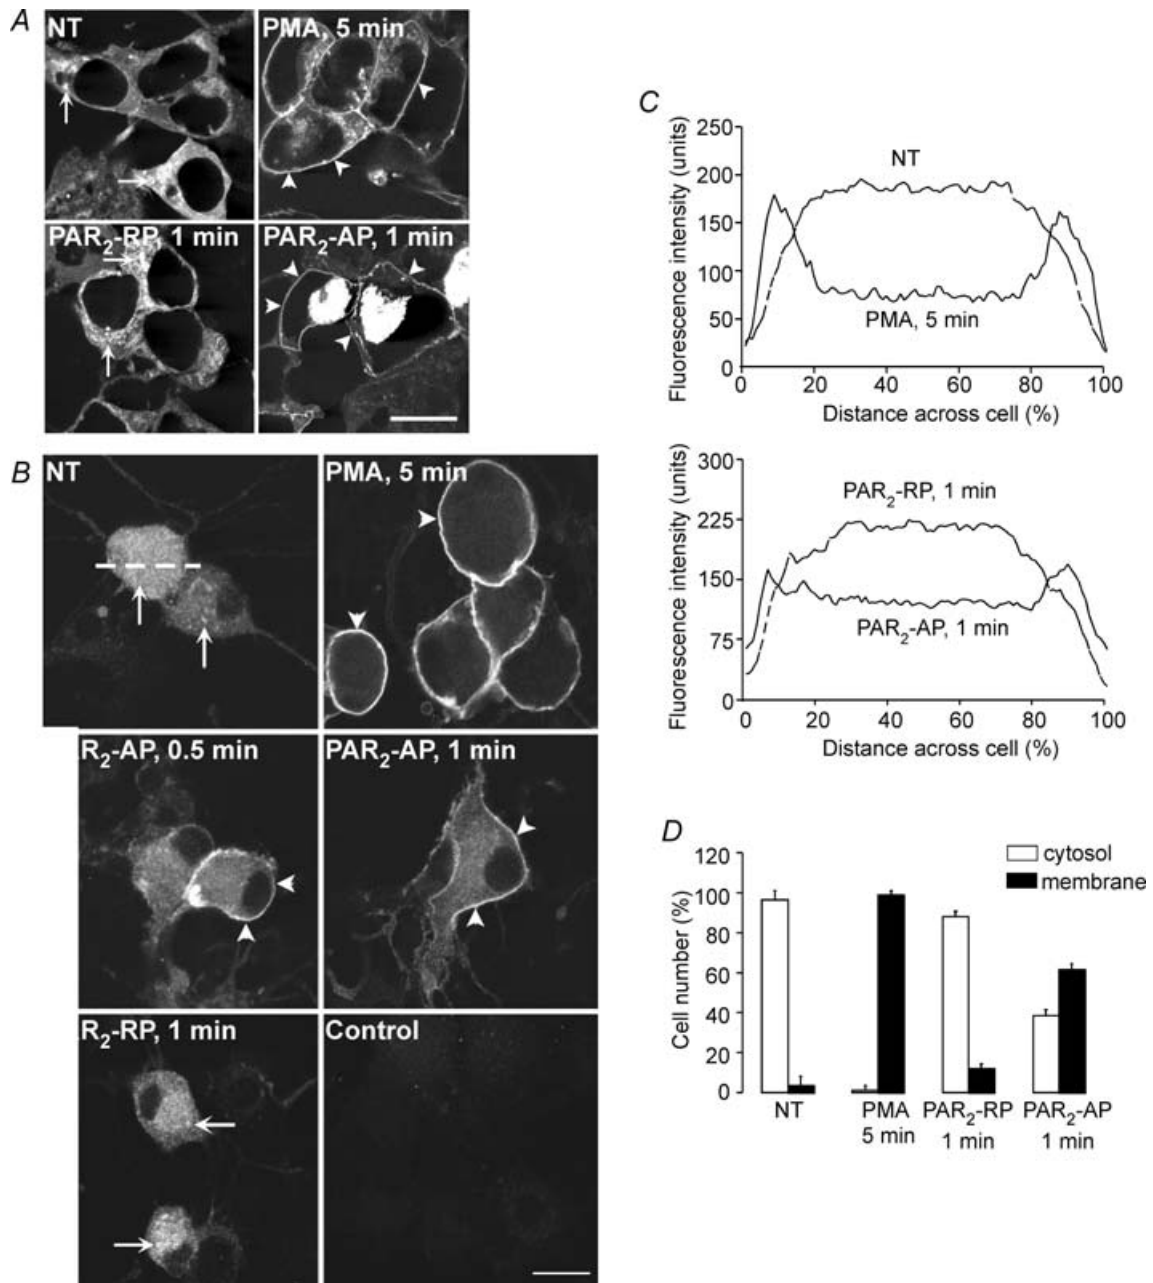 A
NT
PMA, 5 min
PAR2-RP, 1 min
PAR2-AP, 1 min
B
NT
PMA, 5 min
R2-AP, 0.5 min
PAR2-AP, 1 min
R2-RP, 1 min
Control
C
Fluorescence intensity (units)
250
200
150
100
50
0
NT
PMA, 5 min
0 20 40 60 80 100
Distance across cell (%)
Fluorescence intensity (units)
300
225
150
75
0
PAR2-RP, 1 min
PAR2-AP, 1 min
0 20 40 60 80 100
Distance across cell (%)
D
Cell number (%)
120
100
80
60
40
20
0
cytosol
membrane
NT
PMA
5 min
PAR2-RP
1 min
PAR2-AP
1 min